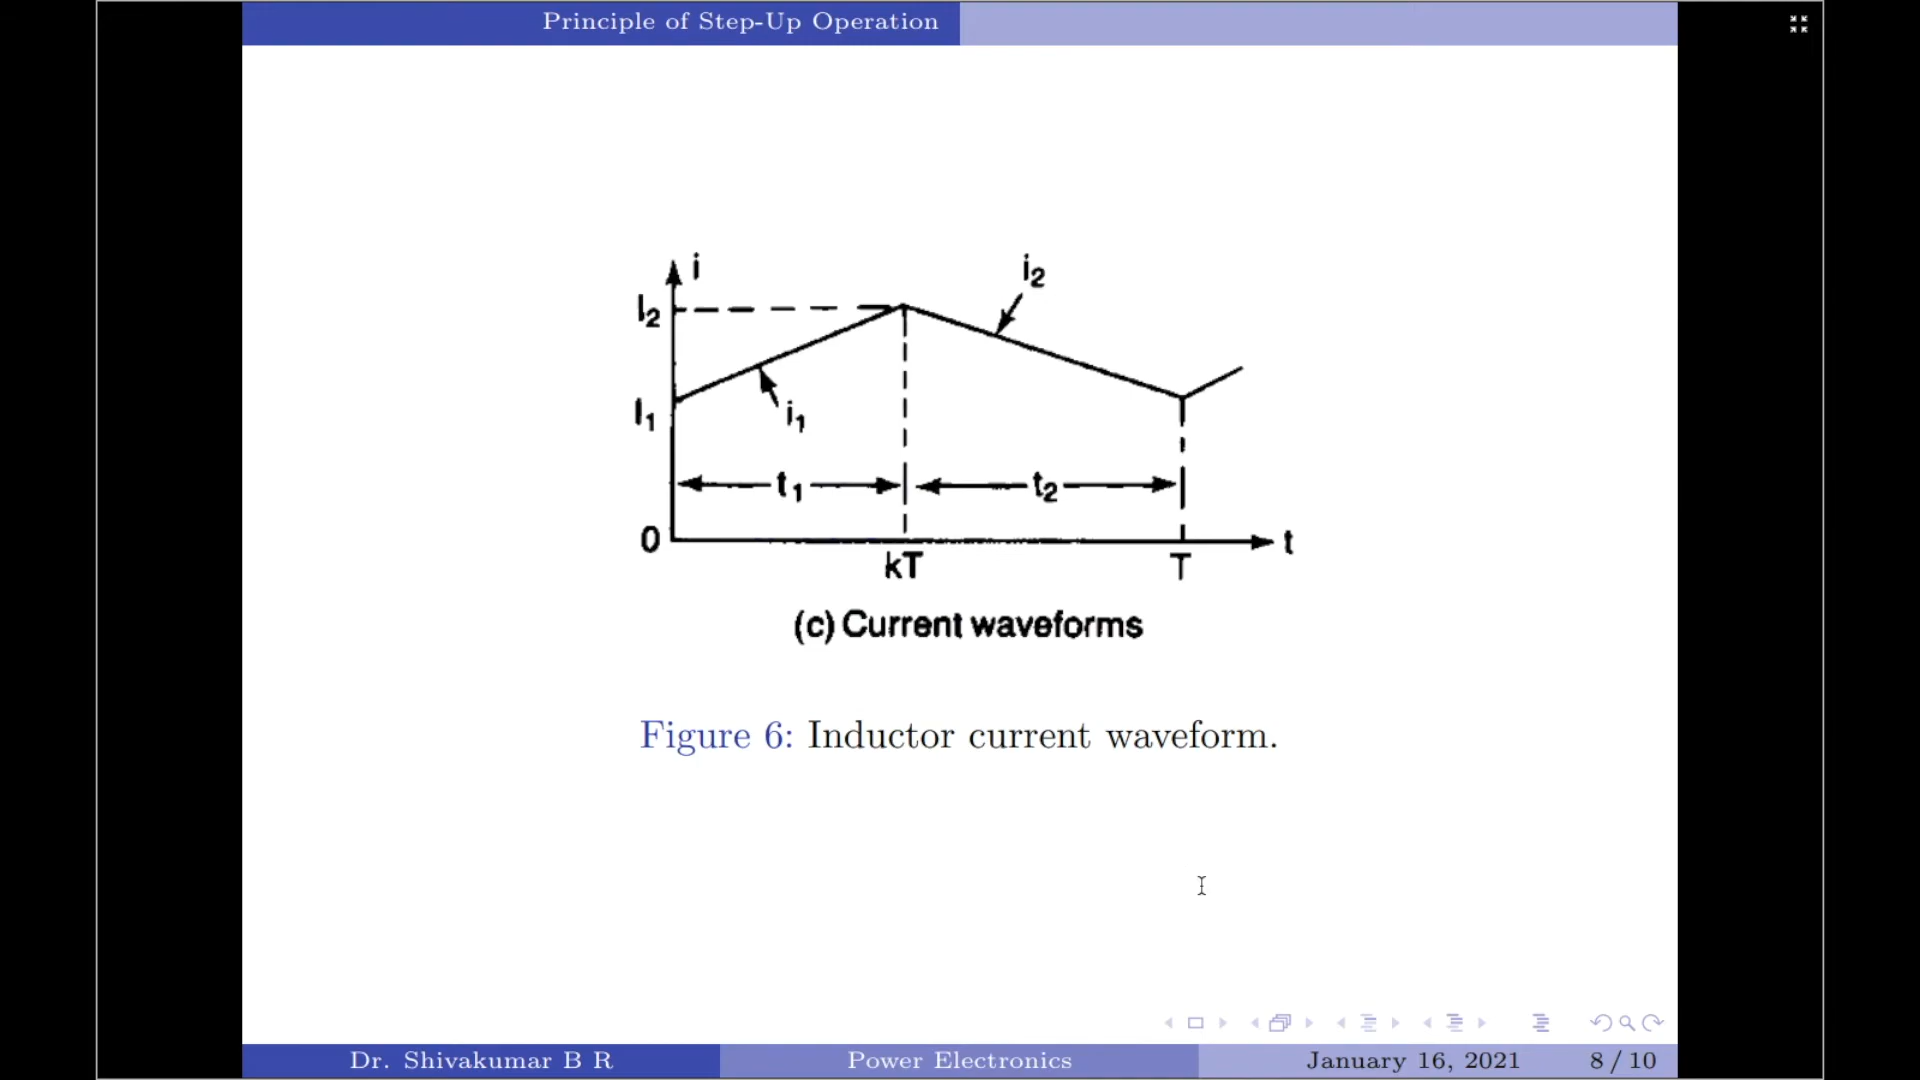 Principle of Step-Up Operation
i
i₂
I₂
I₁
i₁
t₁
t₂
0
t
kT
T
(c) Current waveforms
Figure 6: Inductor current waveform.
Dr. Shivakumar B R
Power Electronics
January 16, 2021
8 / 10